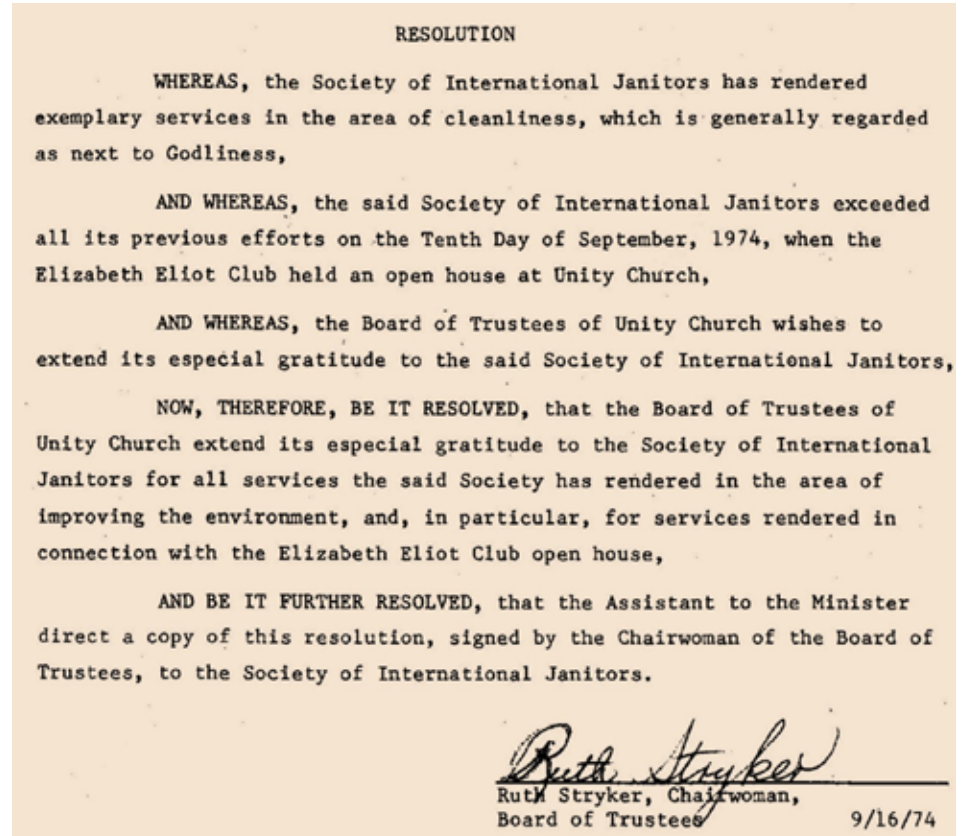 RESOLUTION
WHEREAS, the Society of International Janitors has rendered
exemplary services in the area of cleanliness, which is generally regarded
as next to Godliness,
AND WHEREAS, the said Society of International Janitors exceeded
all its previous efforts on the Tenth Day of September, 1974, when the
Elizabeth Eliot Club held an open house at Unity Church,
AND WHEREAS, the Board of Trustees of Unity Church wishes to
extend its especial gratitude to the said Society of International Janitors,
NOW, THEREFORE, BE IT RESOLVED, that the Board of Trustees of
Unity Church extend its especial gratitude to the Society of International
Janitors for all services the said Society has rendered in the area of
improving the environment, and, in particular, for services rendered in
connection with the Elizabeth Eliot Club open house,
AND BE IT FURTHER RESOLVED, that the Assistant to the Minister
direct a copy of this resolution, signed by the Chairwoman of the Board of
Trustees, to the Society of International Janitors.
Ruth Stryker
Ruth Stryker, Chairwoman,
Board of Trustees 9/16/74